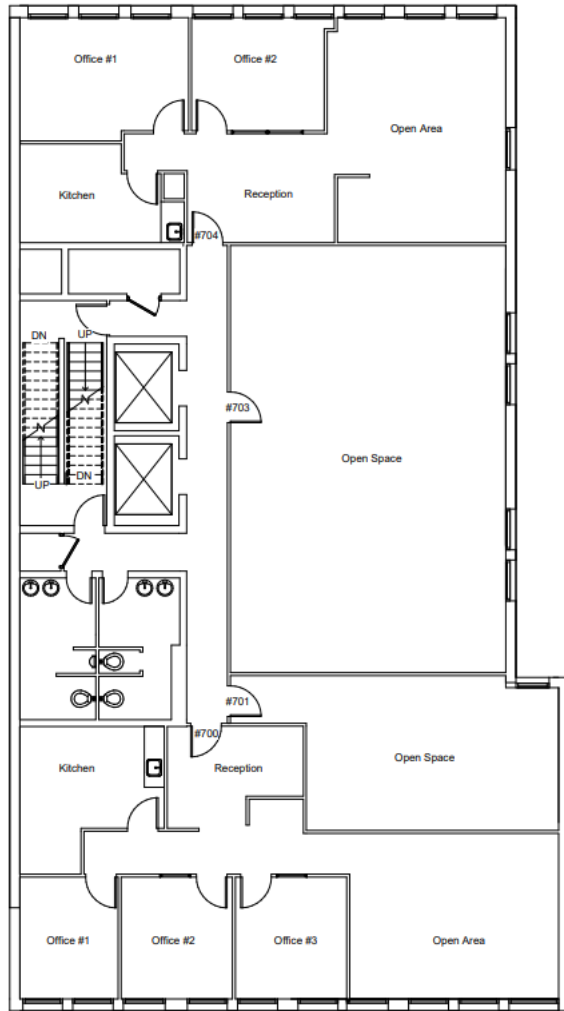 Office #1
Office #2
Open Area
Kitchen
Reception
#704
DN
UP
#703
Open Space
UP
DN
#701
#700
Kitchen
Reception
Open Space
Office #1
Office #2
Office #3
Open Area